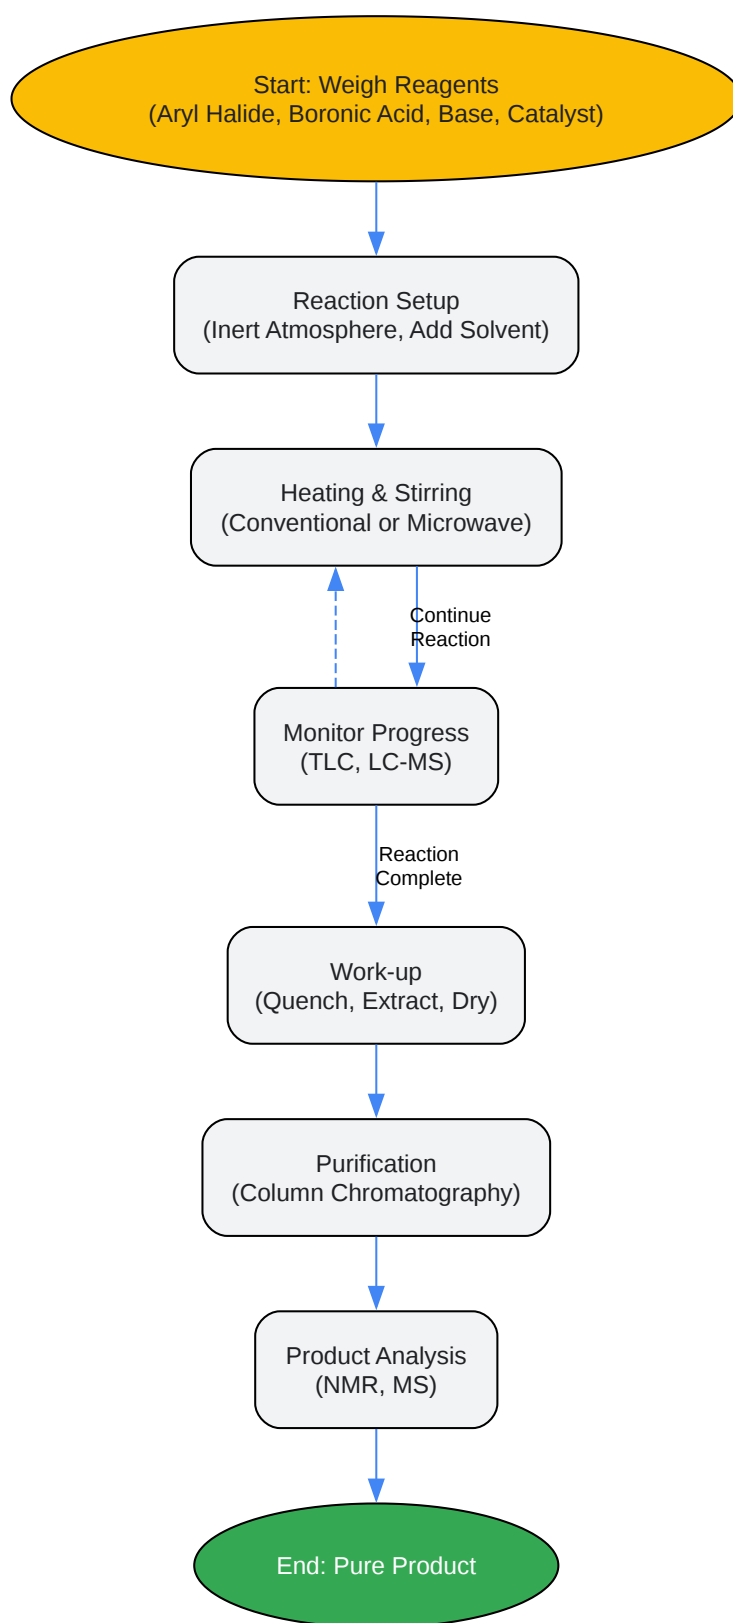 Start: Weigh Reagents
(Aryl Halide, Boronic Acid, Base, Catalyst)
Reaction Setup
(Inert Atmosphere, Add Solvent)
Heating & Stirring
(Conventional or Microwave)
Continue
Reaction
Monitor Progress
(TLC, LC-MS)
Reaction
Complete
Work-up
(Quench, Extract, Dry)
Purification
(Column Chromatography)
Product Analysis
(NMR, MS)
End: Pure Product